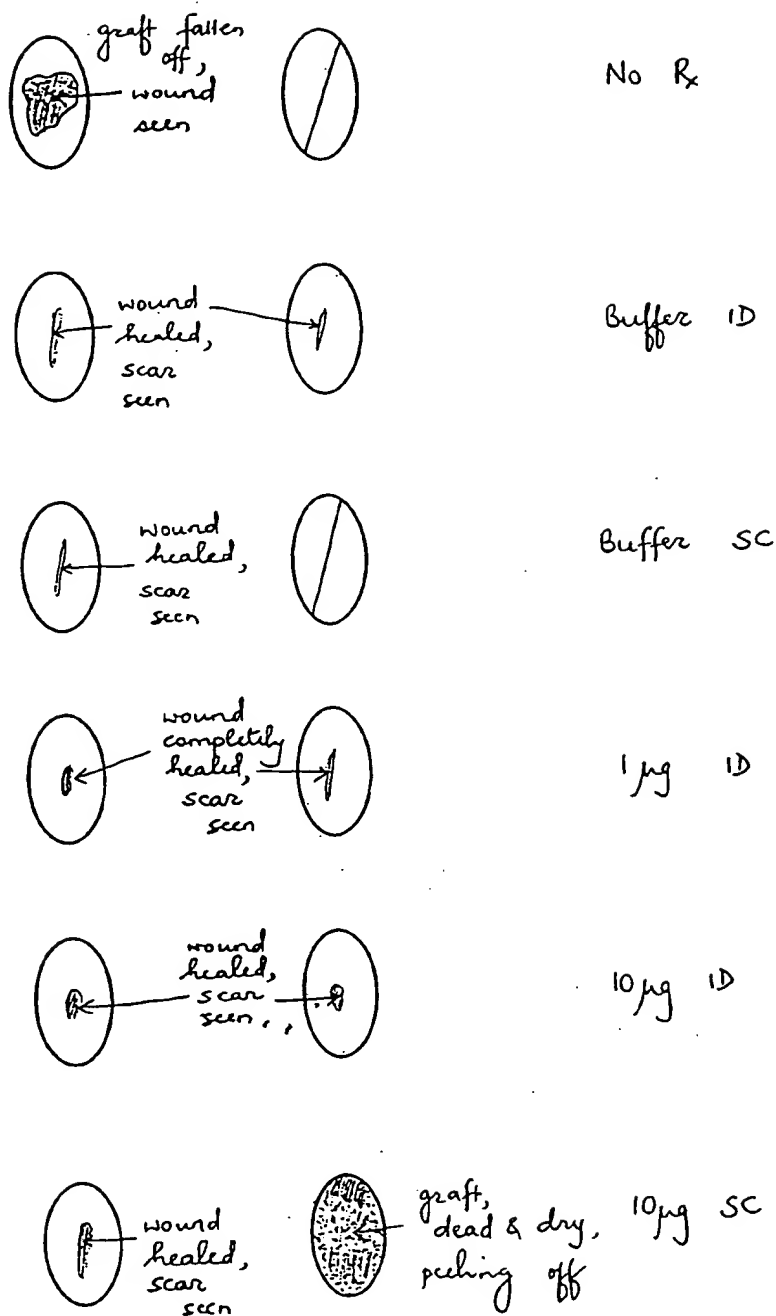 graft fallen
off,
wound
seen
No Rx
wound
healed,
scar
seen
Buffer ID
wound
healed,
scar
seen
Buffer SC
wound
completely
healed,
scar
seen
1 µg ID
wound
healed,
scar
seen
10 µg ID
wound
healed,
scar
seen
graft,
dead & dry,
peeling off
10 µg SC